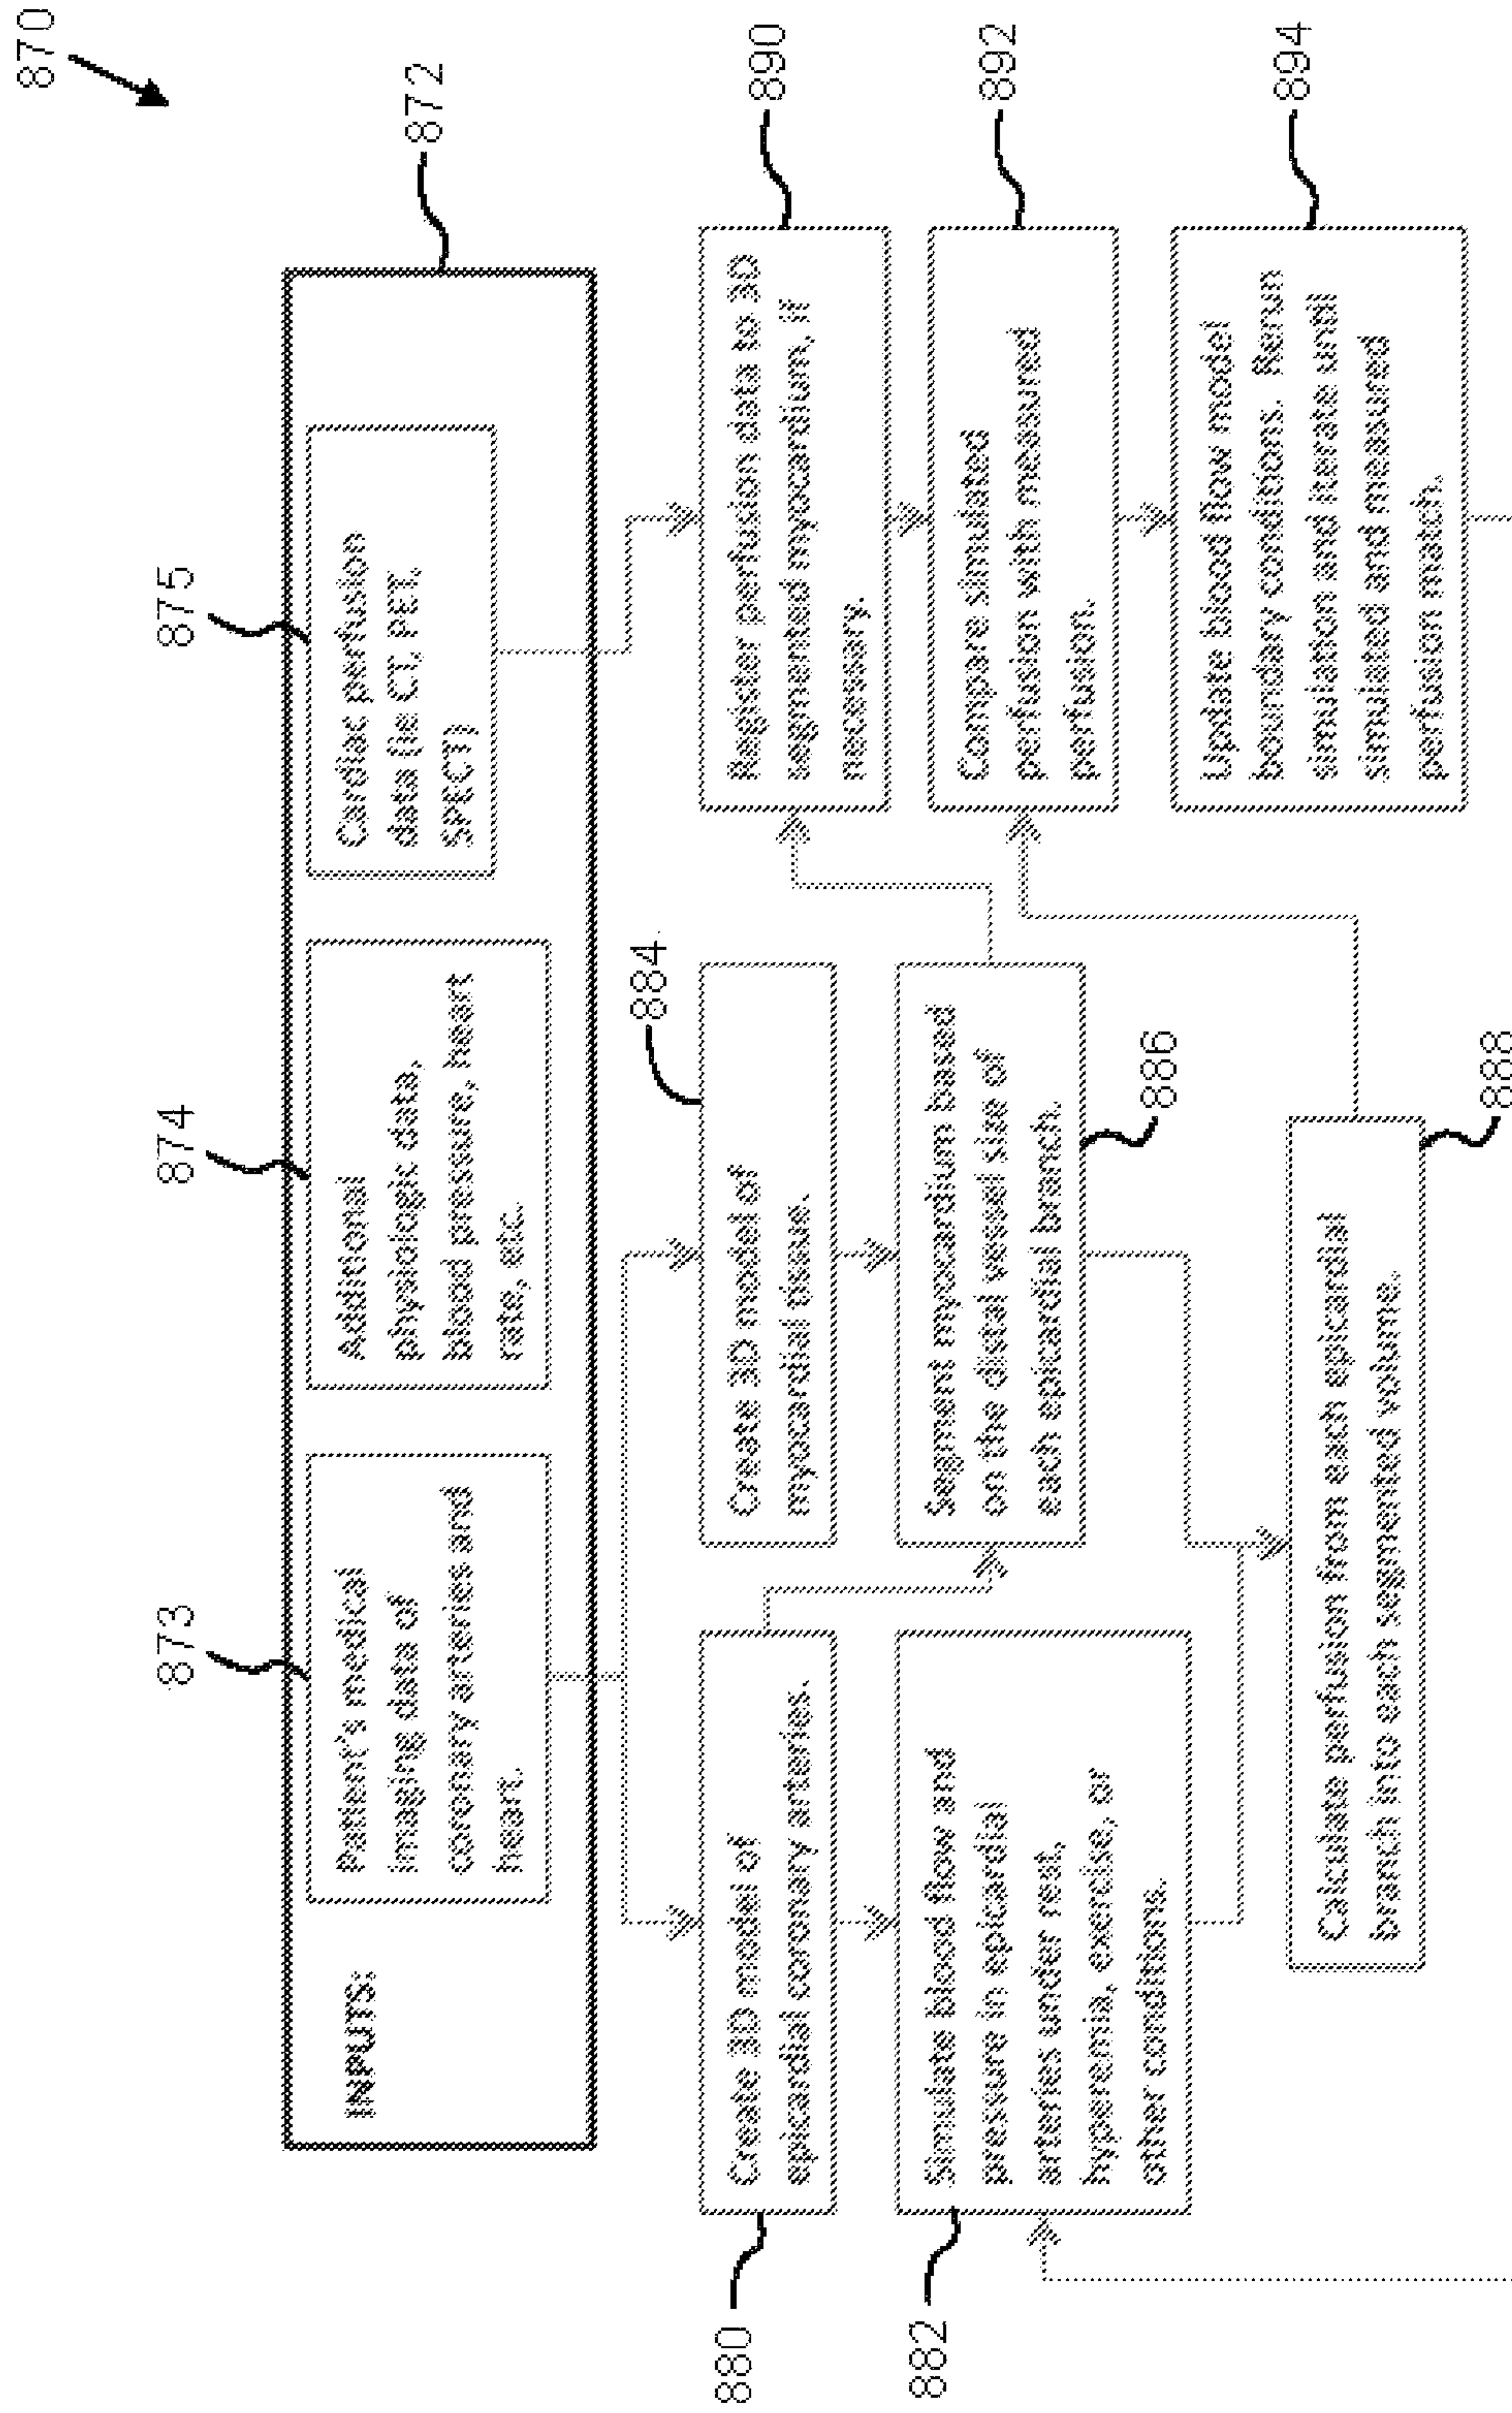 870
872
INPUTS:
873
Patient's medical
imaging data of
coronary arteries and
heart.
874
Additional
physiologic data,
blood pressure, heart
rate, etc.
875
Cardiac perfusion
data (ie CT, PET,
SPECT)
880
Create 3D model of
epicardial coronary arteries.
884
Create 3D model of
myocardial tissue.
890
Register perfusion data to 3D
segmented myocardium, if
necessary.
882
Simulate blood flow and
pressure in epicardial
arteries under rest,
hyperemia, exercise, or
other conditions.
Segment myocardium based
on the distal vessel size of
each epicardial branch.
886
892
Compare simulated
perfusion with measured
perfusion.
Calculate perfusion from each epicardial
branch into each segmented volume.
888
894
Update blood flow model
boundary conditions. Rerun
simulation and iterate until
simulated and measured
perfusion match.